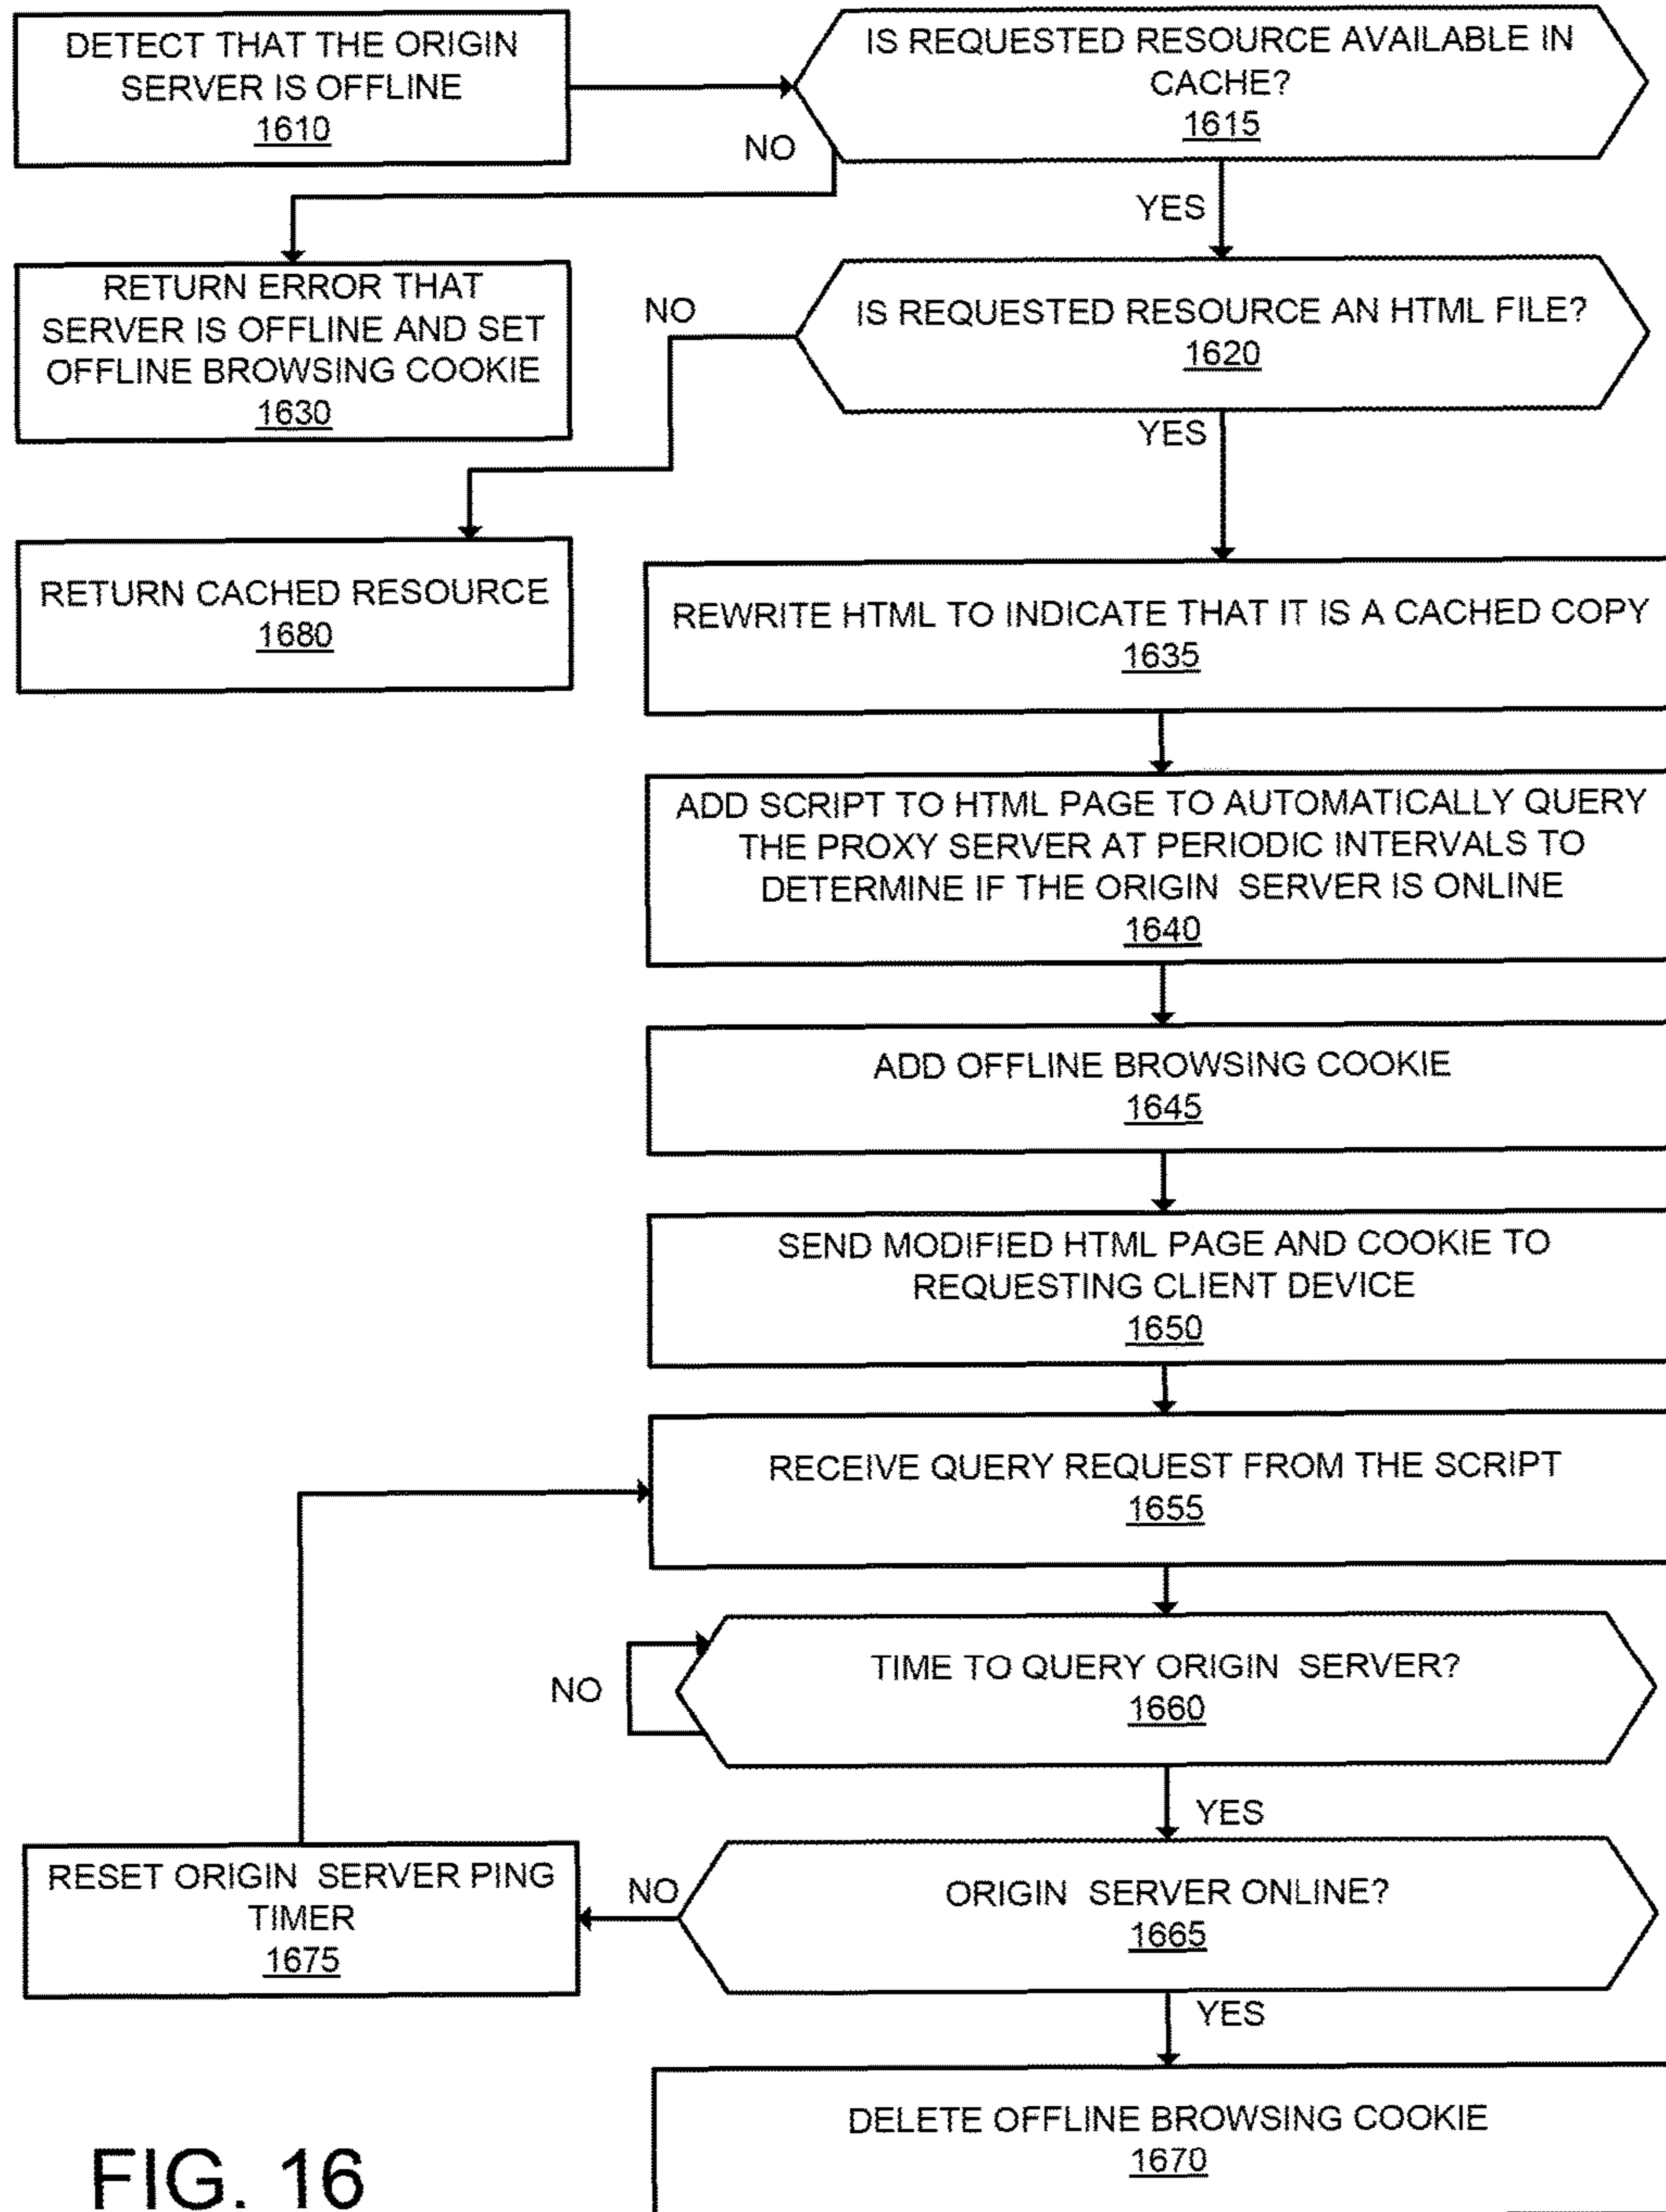 DETECT THAT THE ORIGIN
SERVER IS OFFLINE
1610
IS REQUESTED RESOURCE AVAILABLE IN
CACHE?
1615
NO
YES
RETURN ERROR THAT
SERVER IS OFFLINE AND SET
OFFLINE BROWSING COOKIE
1630
NO
IS REQUESTED RESOURCE AN HTML FILE?
1620
YES
RETURN CACHED RESOURCE
1680
REWRITE HTML TO INDICATE THAT IT IS A CACHED COPY
1635
ADD SCRIPT TO HTML PAGE TO AUTOMATICALLY QUERY
THE PROXY SERVER AT PERIODIC INTERVALS TO
DETERMINE IF THE ORIGIN SERVER IS ONLINE
1640
ADD OFFLINE BROWSING COOKIE
1645
SEND MODIFIED HTML PAGE AND COOKIE TO
REQUESTING CLIENT DEVICE
1650
RECEIVE QUERY REQUEST FROM THE SCRIPT
1655
TIME TO QUERY ORIGIN SERVER?
1660
NO
YES
RESET ORIGIN SERVER PING
TIMER
1675
NO
ORIGIN SERVER ONLINE?
1665
YES
DELETE OFFLINE BROWSING COOKIE
1670
FIG. 16